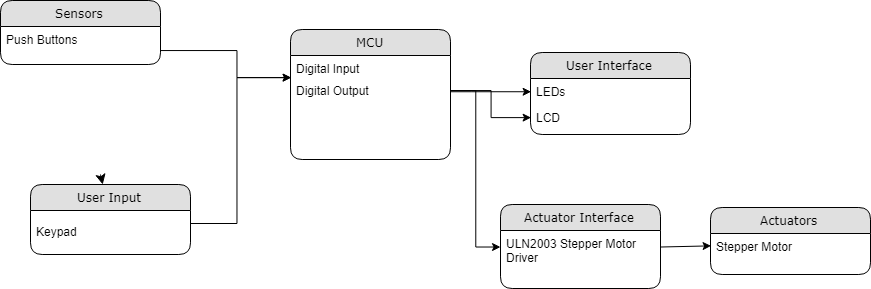 Sensors
Push Buttons
MCU
Digital Input
Digital Output
User Interface
LEDs
LCD
User Input
Keypad
Actuator Interface
ULN2003 Stepper Motor
Driver
Actuators
Stepper Motor